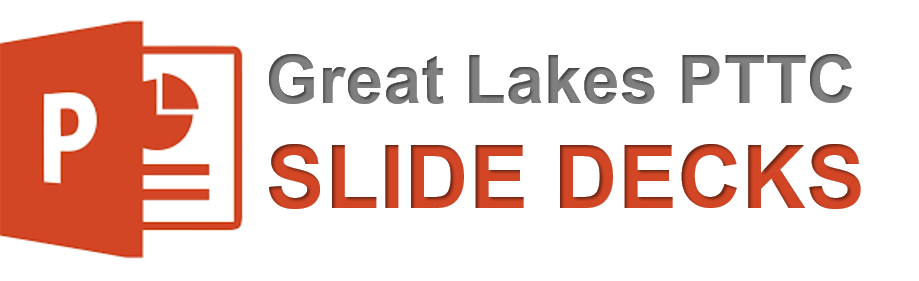 P
Great Lakes PTTC
SLIDE DECKS